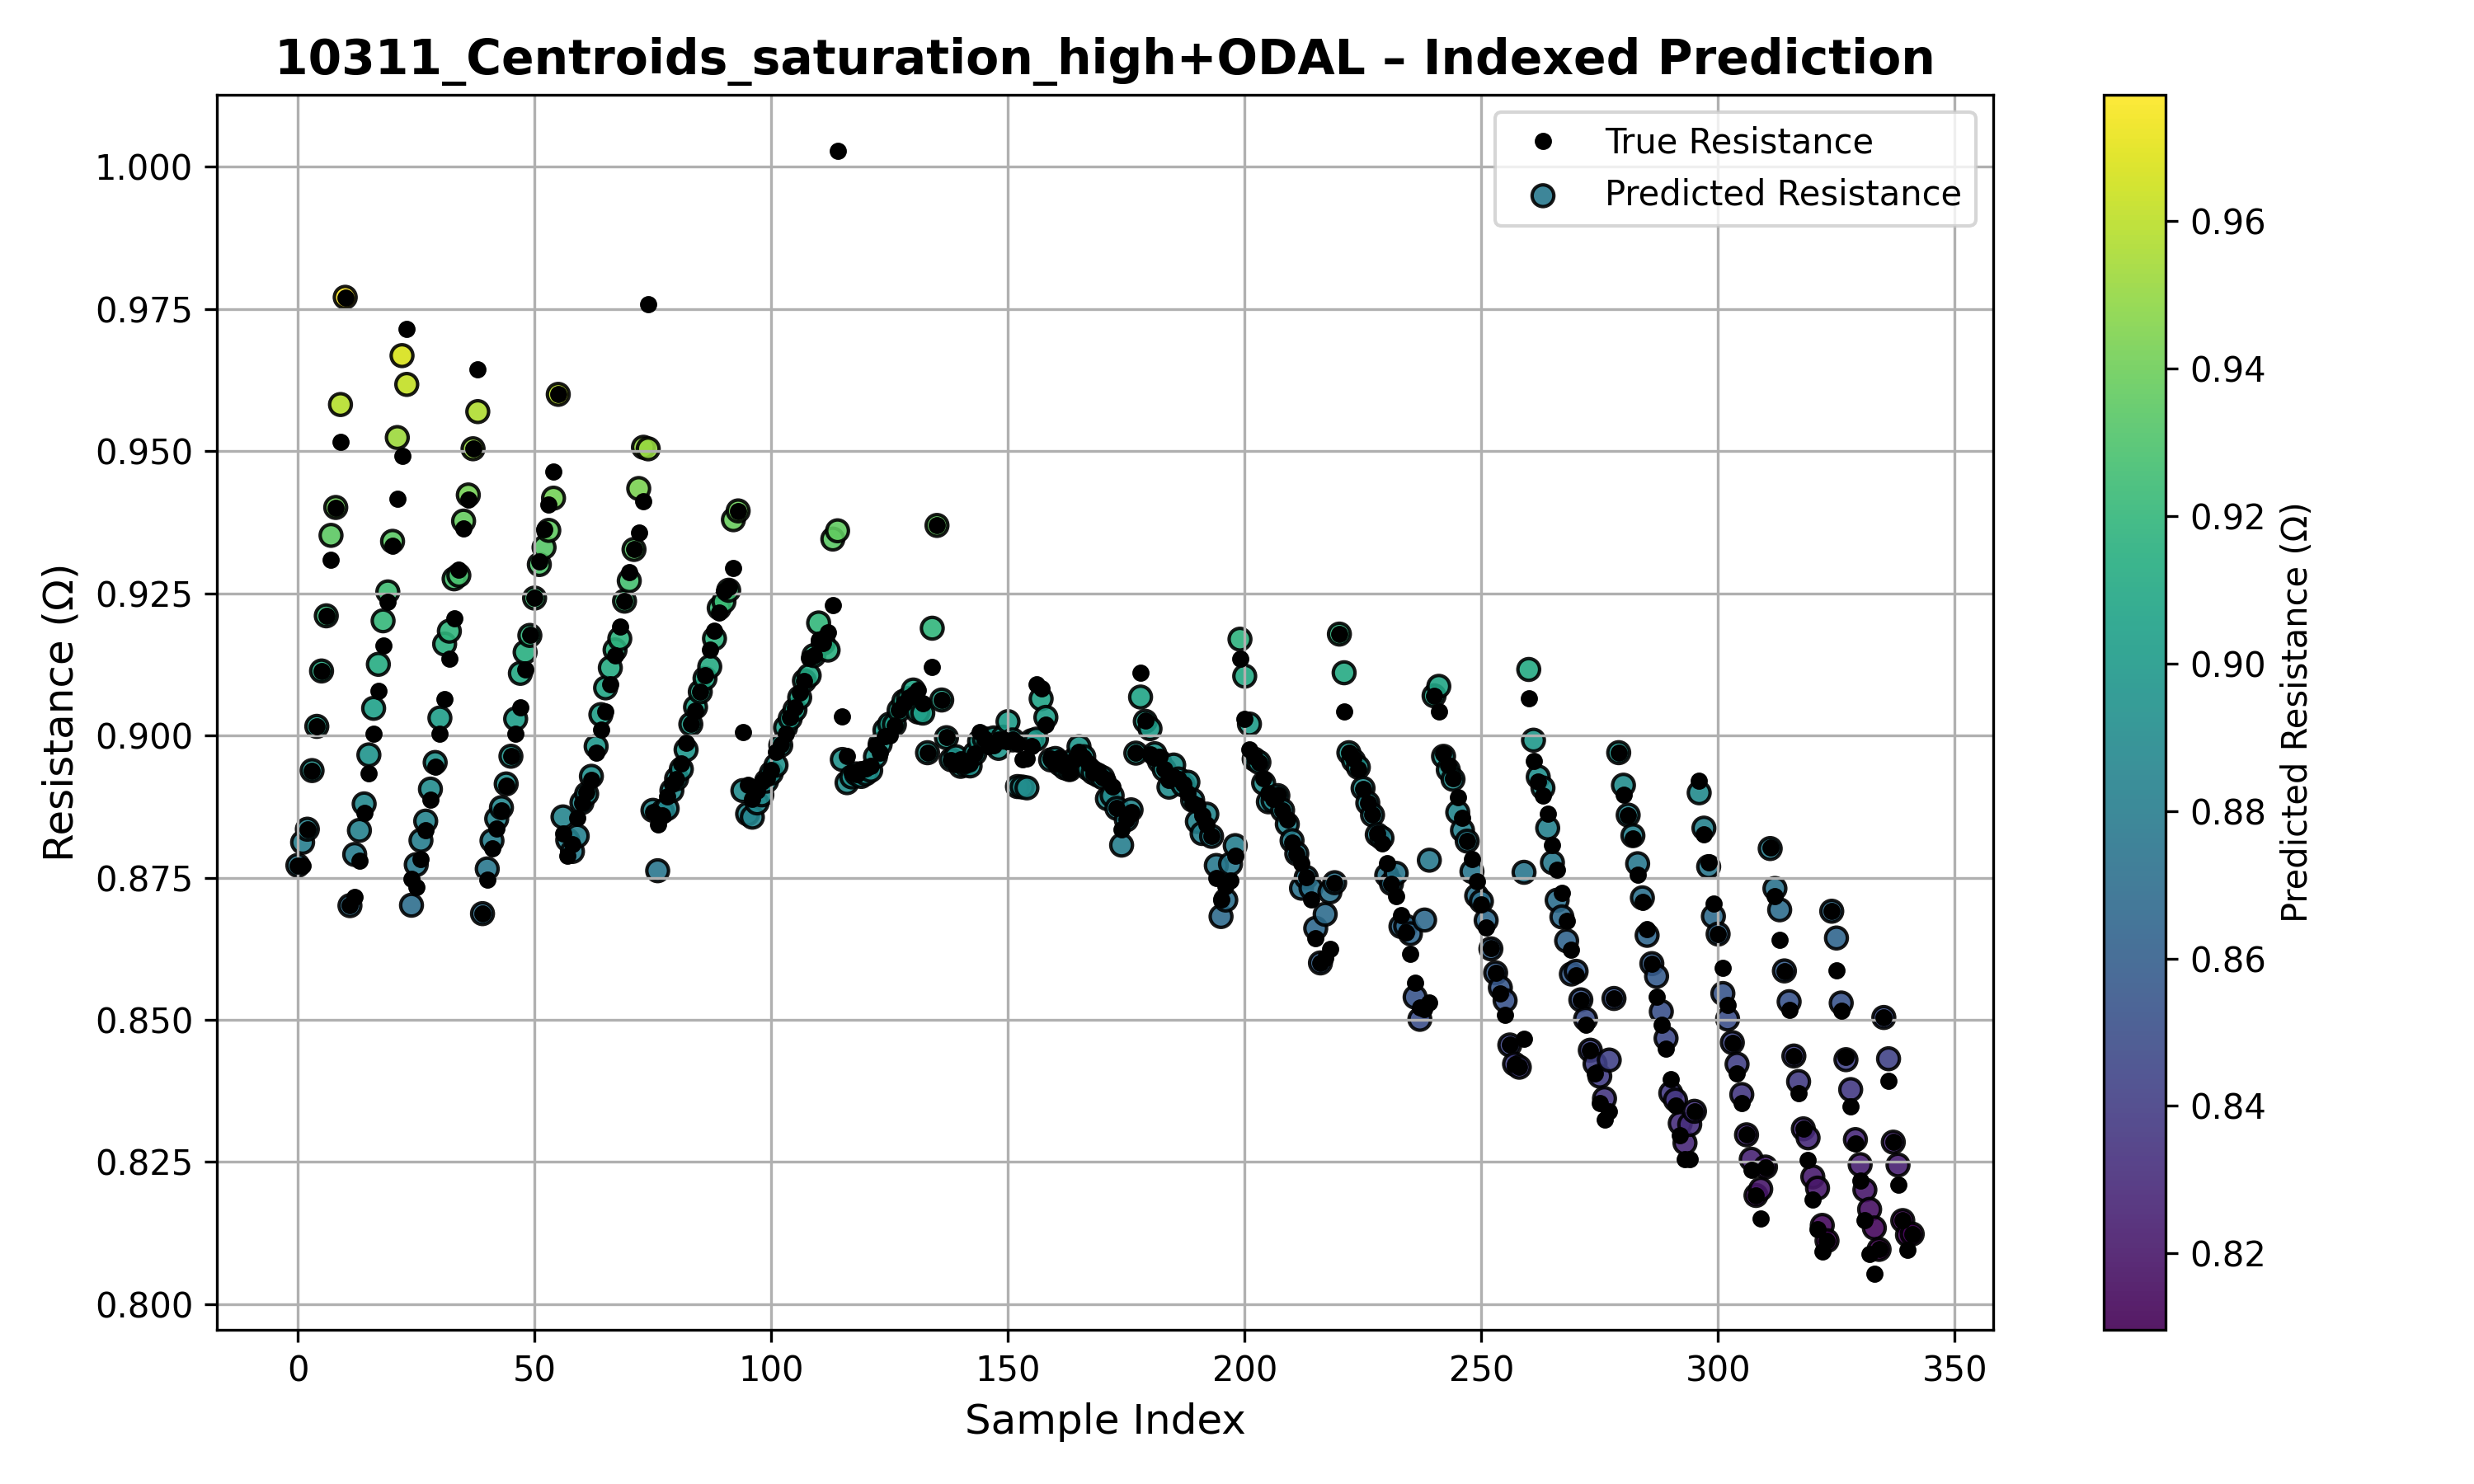 10311_Centroids_saturation_high+ODAL – Indexed Prediction
True Resistance
Predicted Resistance
1.000
0.975
0.950
0.925
0.900
0.875
0.850
0.825
0.800
Resistance (Ω)
0 50 100 150 200 250 300 350
Sample Index
0.96
0.94
0.92
0.90
0.88
0.86
0.84
0.82
Predicted Resistance (Ω)